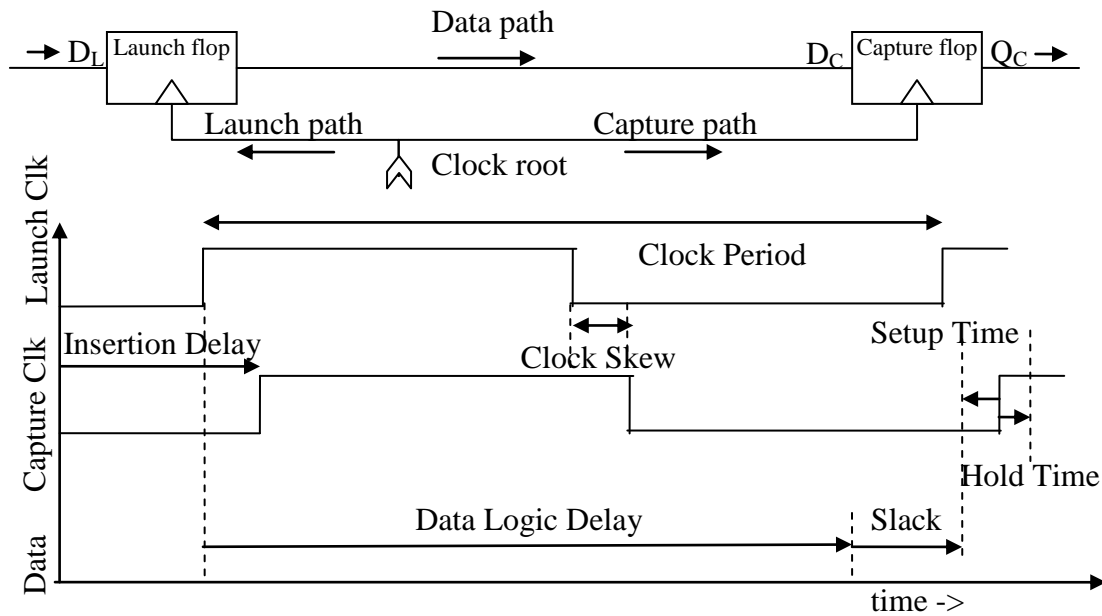 Data path
D_L
Launch flop
D_C
Capture flop
Q_C
Launch path
Capture path
Clock root
Launch Clk
Clock Period
Insertion Delay
Clock Skew
Setup Time
Capture Clk
Hold Time
Data Logic Delay
Slack
Data
time ->